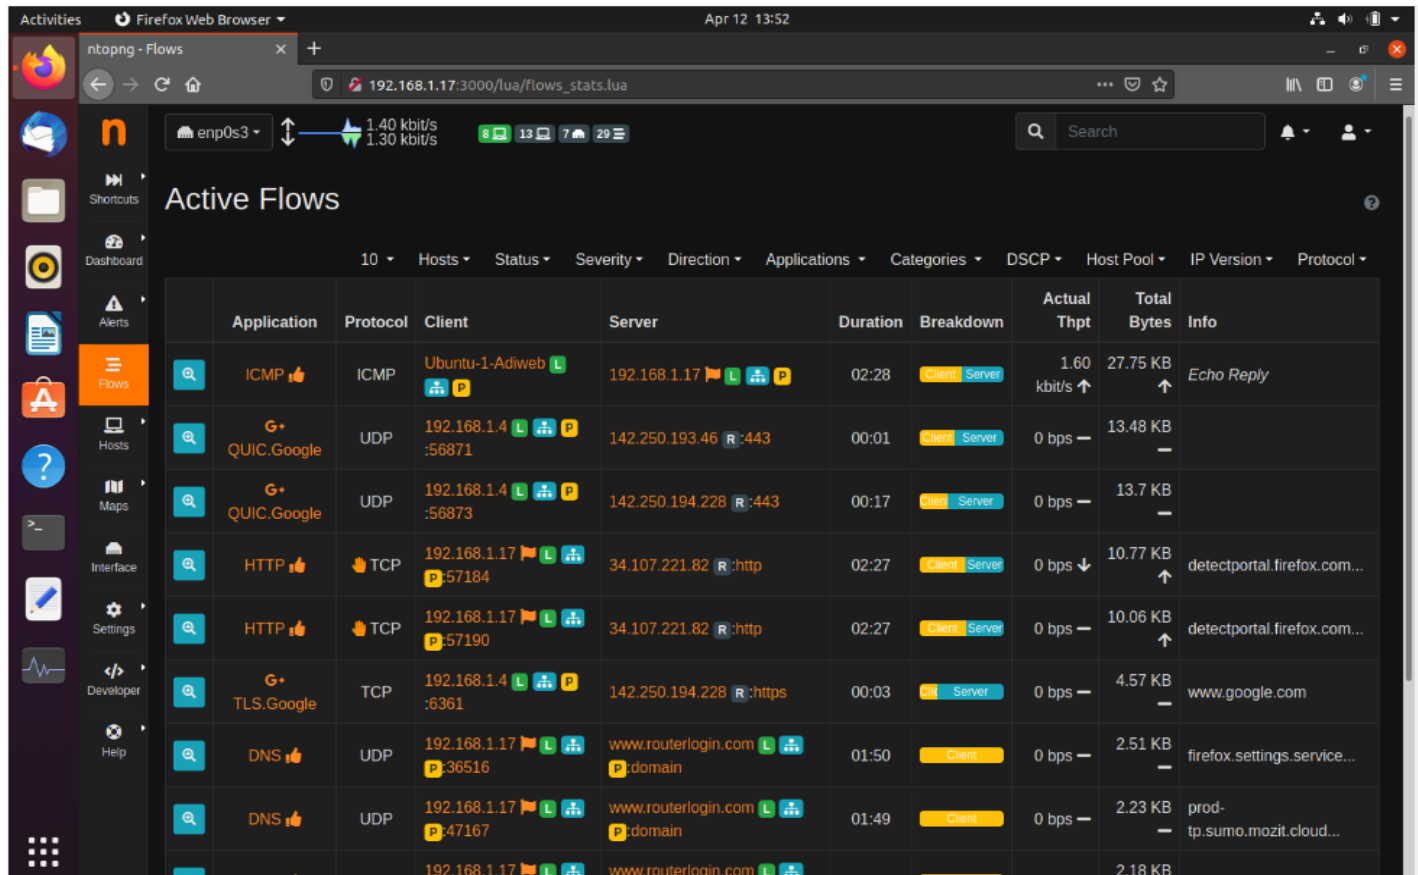 Activities Firefox Web Browser Apr 12 13:52
ntopng - Flows
192.168.1.17:3000/lua/flows_stats.lua
n enp0s3 1.40 kbit/s
1.30 kbit/s
8 13 7 29 Search
Shortcuts
Active Flows
Dashboard
10 Hosts Status Severity Direction Applications Categories DSCP Host Pool IP Version Protocol
Alerts
Application Protocol Client Server Duration Breakdown Actual Thpt Total Bytes Info
Flows
ICMP ICMP Ubuntu-1-Adiweb L P 192.168.1.17 L P 02:28 Client Server 1.60 kbit/s 27.75 KB Echo Reply
Hosts
G+ QUIC.Google UDP 192.168.1.4 L P :56871 142.250.193.46 R :443 00:01 Client Server 0 bps 13.48 KB
Maps
G+ QUIC.Google UDP 192.168.1.4 L P :56873 142.250.194.228 R :443 00:17 Server 0 bps 13.7 KB
Interface
HTTP TCP 192.168.1.17 L P :57184 34.107.221.82 R :http 02:27 Client Server 0 bps 10.77 KB detectportal.firefox.com...
Settings
HTTP TCP 192.168.1.17 L P :57190 34.107.221.82 R :http 02:27 Client Server 0 bps 10.06 KB detectportal.firefox.com...
Developer
G+ TLS.Google TCP 192.168.1.4 L P :6361 142.250.194.228 R :https 00:03 Server 0 bps 4.57 KB www.google.com
Help
DNS UDP 192.168.1.17 L P :36516 www.routerlogin.com L P :domain 01:50 Client 0 bps 2.51 KB firefox.settings.service...
DNS UDP 192.168.1.17 L P :47167 www.routerlogin.com L P :domain 01:49 Client 0 bps 2.23 KB prod-tp.sumo.mozit.cloud...
192.168.1.17 L www.routerlogin.com L 2.18 KB